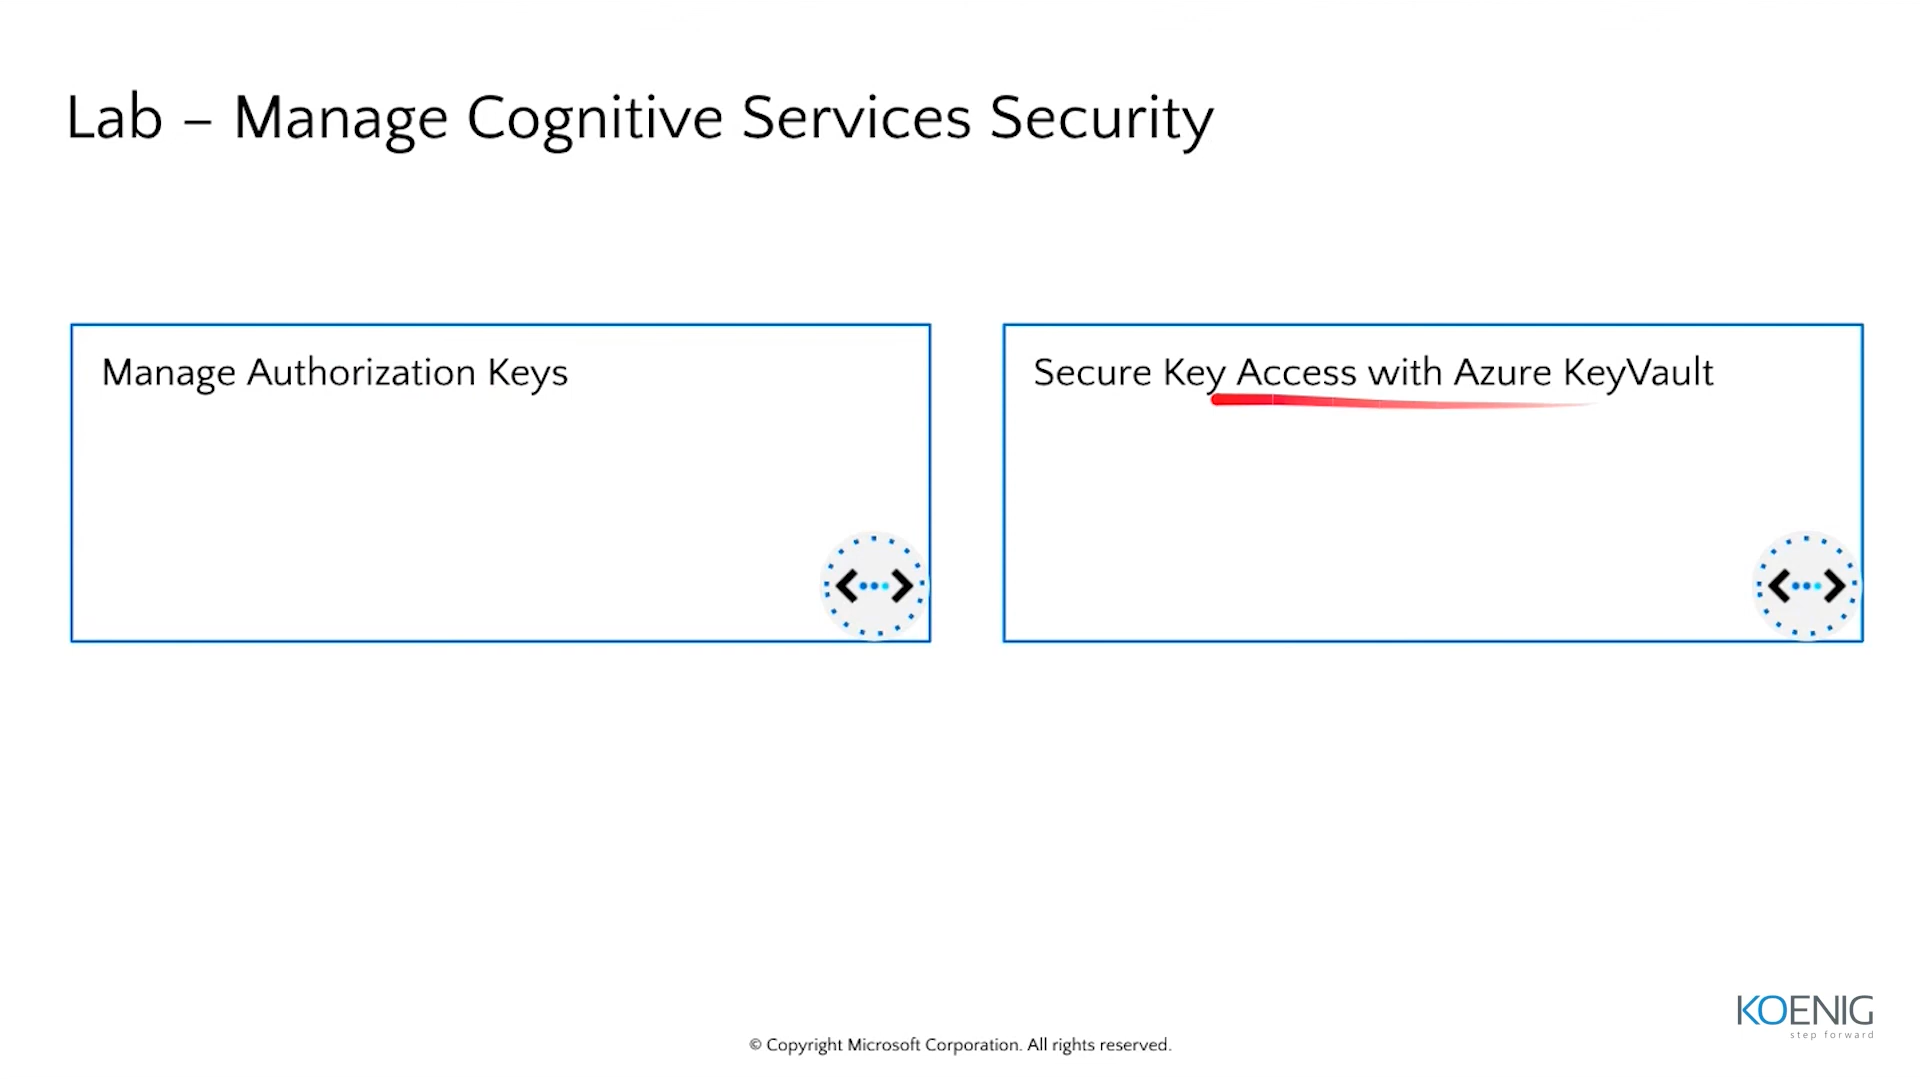 Lab – Manage Cognitive Services Security
Manage Authorization Keys
Secure Key Access with Azure KeyVault
KOENIG
step forward
© Copyright Microsoft Corporation. All rights reserved.